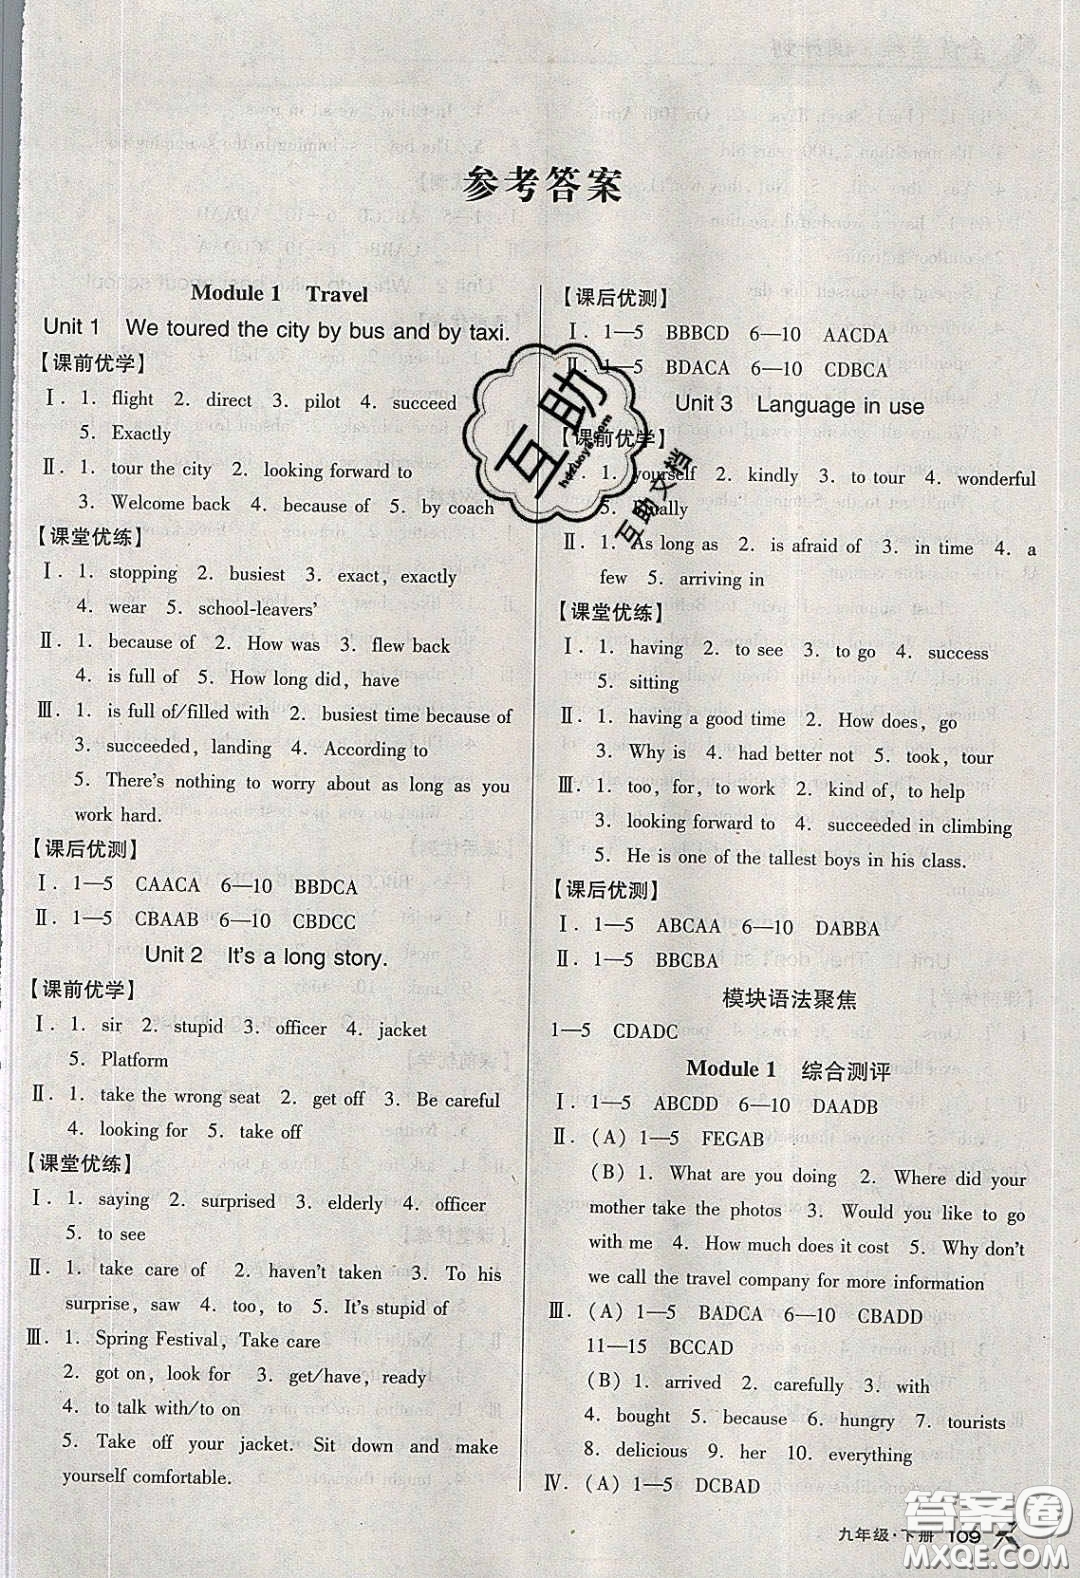 参考答案
Module 1 Travel
Unit 1 We toured the city by bus and by taxi.
【课前优学】
Ⅰ. 1. flight 2. direct 3. pilot 4. succeed
5. Exactly
Ⅱ. 1. tour the city 2. looking forward to
3. Welcome back 4. because of 5. by coach
【课堂优练】
Ⅰ. 1. stopping 2. busiest 3. exact, exactly
4. wear 5. school-leavers'
Ⅱ. 1. because of 2. How was 3. flew back
4. is full of 5. How long did, have
Ⅲ. 1. is full of/filled with 2. busiest time because of
3. succeeded, landing 4. According to
5. There's nothing to worry about as long as you
work hard.
【课后优测】
Ⅰ. 1—5 CAACA 6—10 BBDCA
Ⅱ. 1—5 CBAAB 6—10 CBDCC
Unit 2 It's a long story.
【课前优学】
Ⅰ. 1. sir 2. stupid 3. officer 4. jacket
5. Platform
Ⅱ. 1. take the wrong seat 2. get off 3. Be careful
4. looking for 5. take off
【课堂优练】
Ⅰ. 1. saying 2. surprised 3. elderly 4. officer
5. to see
Ⅱ. 1. take care of 2. haven't taken 3. To his
surprise, saw 4. too, to 5. It's stupid of
Ⅲ. 1. Spring Festival, Take care
2. got on, look for 3. get/have, ready
4. to talk with/to on
5. Take off your jacket. Sit down and make
yourself comfortable.
【课后优测】
Ⅰ. 1—5 BBBCD 6—10 AACDA
Ⅱ. 1—5 BDACA 6—10 CDBCA
Unit 3 Language in use
【课前优学】
Ⅰ. 1. yourself 2. kindly 3. to tour 4. wonderful
5.
Ⅱ. 1. As long as 2. is afraid of 3. in time 4. a
few 5. arriving in
【课堂优练】
Ⅰ. 1. having 2. to see 3. to go 4. success
5. sitting
Ⅱ. 1. having a good time 2. How does, go
3. Why is 4. had better not 5. took, tour
Ⅲ. 1. too, for, to work 2. kind of, to help
3. looking forward to 4. succeeded in climbing
5. He is one of the tallest boys in his class.
【课后优测】
Ⅰ. 1—5 ABCAA 6—10 DABBA
Ⅱ. 1—5 BBCBA
模块语法聚焦
1—5 CDADC
Module 1 综合测评
Ⅰ. 1—5 ABCDD 6—10 DAADB
Ⅱ. (A) 1—5 FEGAB
(B) 1. What are you doing 2. Where did your
mother take the photos 3. Would you like to go
with me 4. How much does it cost 5. Why don't
we call the travel company for more information
Ⅲ. (A) 1—5 BADCA 6—10 CBADD
11—15 BCCAD
(B) 1. arrived 2. carefully 3. with
4. bought 5. because 6. hungry 7. tourists
8. delicious 9. her 10. everything
Ⅳ. (A) 1—5 DCBAD
九年级·下册 109
互助
hdzuoye.com
互助文档
答案圈
MXQE.COM